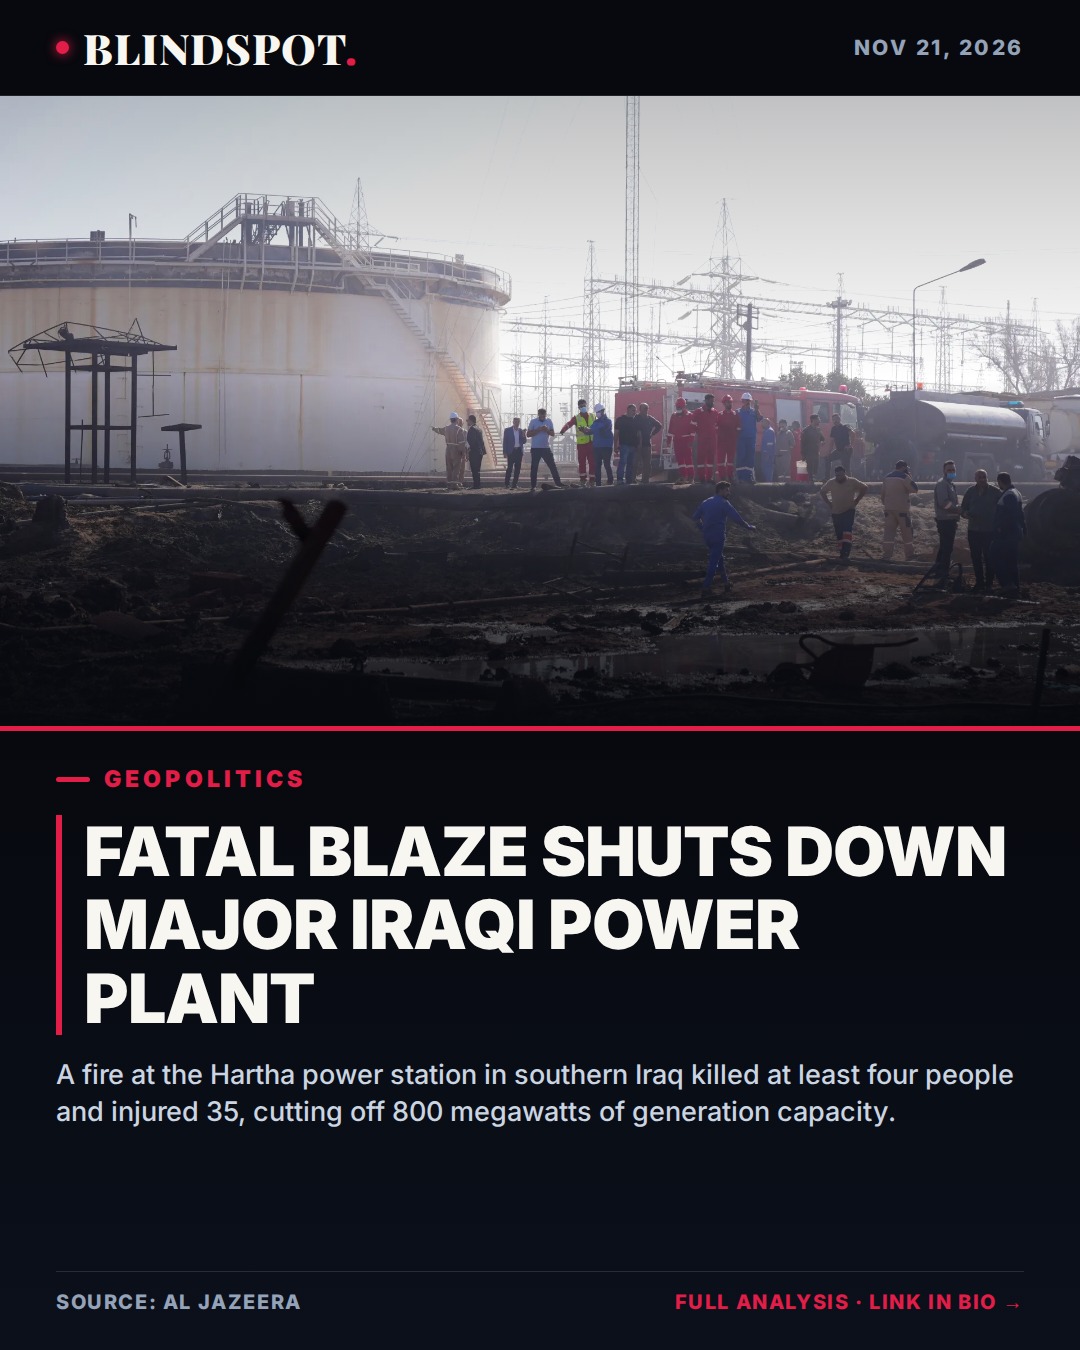 BLINDSPOT.
NOV 21, 2026
GEOPOLITICS
FATAL BLAZE SHUTS DOWN
MAJOR IRAQI POWER
PLANT
A fire at the Hartha power station in southern Iraq killed at least four people
and injured 35, cutting off 800 megawatts of generation capacity.
SOURCE: AL JAZEERA
FULL ANALYSIS · LINK IN BIO →